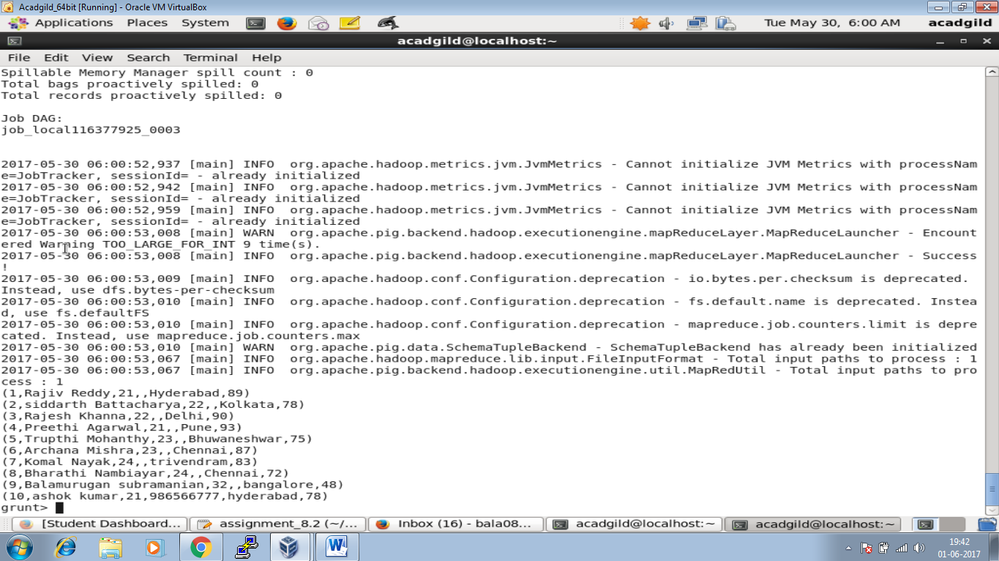 Acadgild_64bit [Running] - Oracle VM VirtualBox
Applications Places System Tue May 30, 6:00 AM acadgild
acadgild@localhost:~
File Edit View Search Terminal Help
Spillable Memory Manager spill count : 0
Total bags proactively spilled: 0
Total records proactively spilled: 0
Job DAG:
job_local116377925_0003
2017-05-30 06:00:52,937 [main] INFO  org.apache.hadoop.metrics.jvm.JvmMetrics - Cannot initialize JVM Metrics with processNam
e=JobTracker, sessionId= - already initialized
2017-05-30 06:00:52,942 [main] INFO  org.apache.hadoop.metrics.jvm.JvmMetrics - Cannot initialize JVM Metrics with processNam
e=JobTracker, sessionId= - already initialized
2017-05-30 06:00:52,959 [main] INFO  org.apache.hadoop.metrics.jvm.JvmMetrics - Cannot initialize JVM Metrics with processNam
e=JobTracker, sessionId= - already initialized
2017-05-30 06:00:53,008 [main] WARN  org.apache.pig.backend.hadoop.executionengine.mapReduceLayer.MapReduceLauncher - Encount
ered Warning TOO_LARGE_FOR_INT 9 time(s).
2017-05-30 06:00:53,008 [main] INFO  org.apache.pig.backend.hadoop.executionengine.mapReduceLayer.MapReduceLauncher - Success
!
2017-05-30 06:00:53,009 [main] INFO  org.apache.hadoop.conf.Configuration.deprecation - io.bytes.per.checksum is deprecated.
Instead, use dfs.bytes-per-checksum
2017-05-30 06:00:53,010 [main] INFO  org.apache.hadoop.conf.Configuration.deprecation - fs.default.name is deprecated. Instea
d, use fs.defaultFS
2017-05-30 06:00:53,010 [main] INFO  org.apache.hadoop.conf.Configuration.deprecation - mapreduce.job.counters.limit is depre
cated. Instead, use mapreduce.job.counters.max
2017-05-30 06:00:53,010 [main] WARN  org.apache.pig.data.SchemaTupleBackend - SchemaTupleBackend has already been initialized
2017-05-30 06:00:53,067 [main] INFO  org.apache.hadoop.mapreduce.lib.input.FileInputFormat - Total input paths to process : 1
2017-05-30 06:00:53,067 [main] INFO  org.apache.pig.backend.hadoop.executionengine.util.MapRedUtil - Total input paths to pro
cess : 1
(1,Rajiv Reddy,21,,Hyderabad,89)
(2,siddarth Battacharya,22,,Kolkata,78)
(3,Rajesh Khanna,22,,Delhi,90)
(4,Preethi Agarwal,21,,Pune,93)
(5,Trupthi Mohanthy,23,,Bhuwaneshwar,75)
(6,Archana Mishra,23,,Chennai,87)
(7,Komal Nayak,24,,trivendram,83)
(8,Bharathi Nambiayar,24,,Chennai,72)
(9,Balamurugan subramanian,32,,bangalore,48)
(10,ashok kumar,21,986566777,hyderabad,78)
grunt>
[Student Dashboard... assignment_8.2 (~/... Inbox (16) - bala08... acadgild@localhost:~ acadgild@localhost:~
19:42
01-06-2017